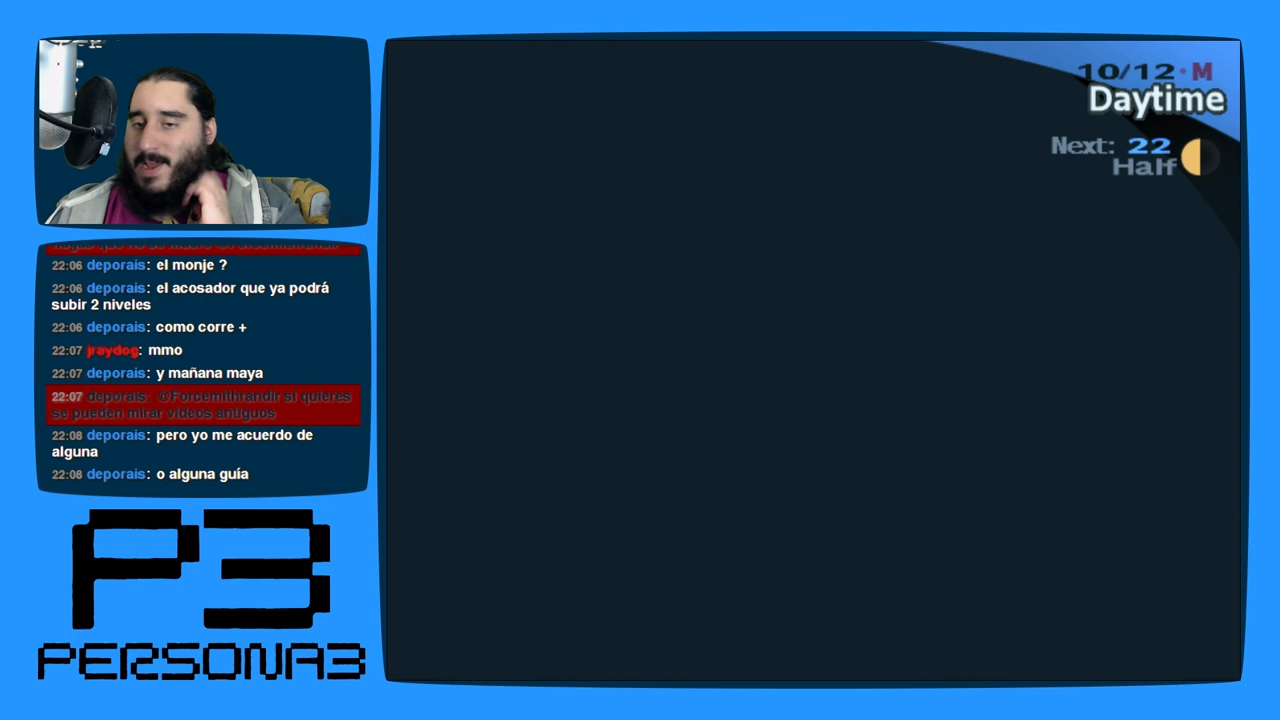 10/12·M
Daytime
Next: 22
Half
22:06 deporais: el monje ?
22:06 deporais: el acosador que ya podrá
subir 2 niveles
22:06 deporais: como corre +
22:07 jraydog: mmo
22:07 deporais: y mañana maya
22:07 deporais: @Forcemithrandir si quieres
se pueden mirar videos antiguos
22:08 deporais: pero yo me acuerdo de
alguna
22:08 deporais: o alguna guía
P3
PERSONA3